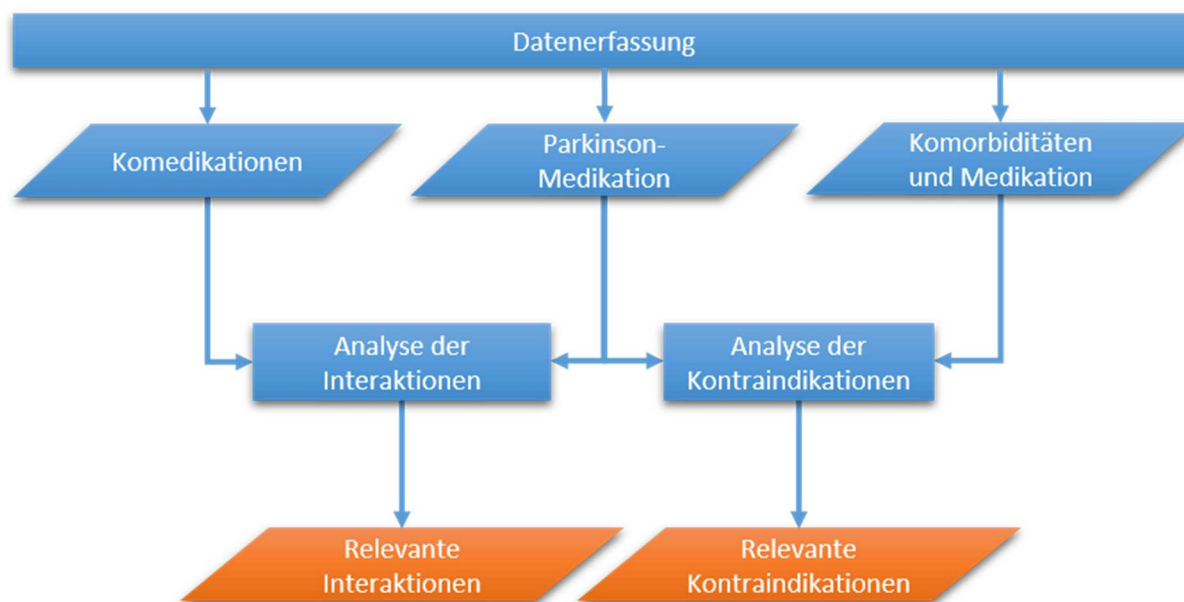 Datenerfassung
Komedikationen
Parkinson-
Medikation
Komorbiditäten
und Medikation
Analyse der
Interaktionen
Analyse der
Kontraindikationen
Relevante
Interaktionen
Relevante
Kontraindikationen